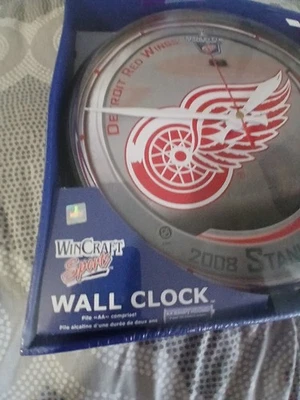 DETROIT RED WINGS
2008 STAN
WINCRAFT
Sports
WALL CLOCK
Pile «AA» comprise!
Pile alcaline d'une durée de deux ans